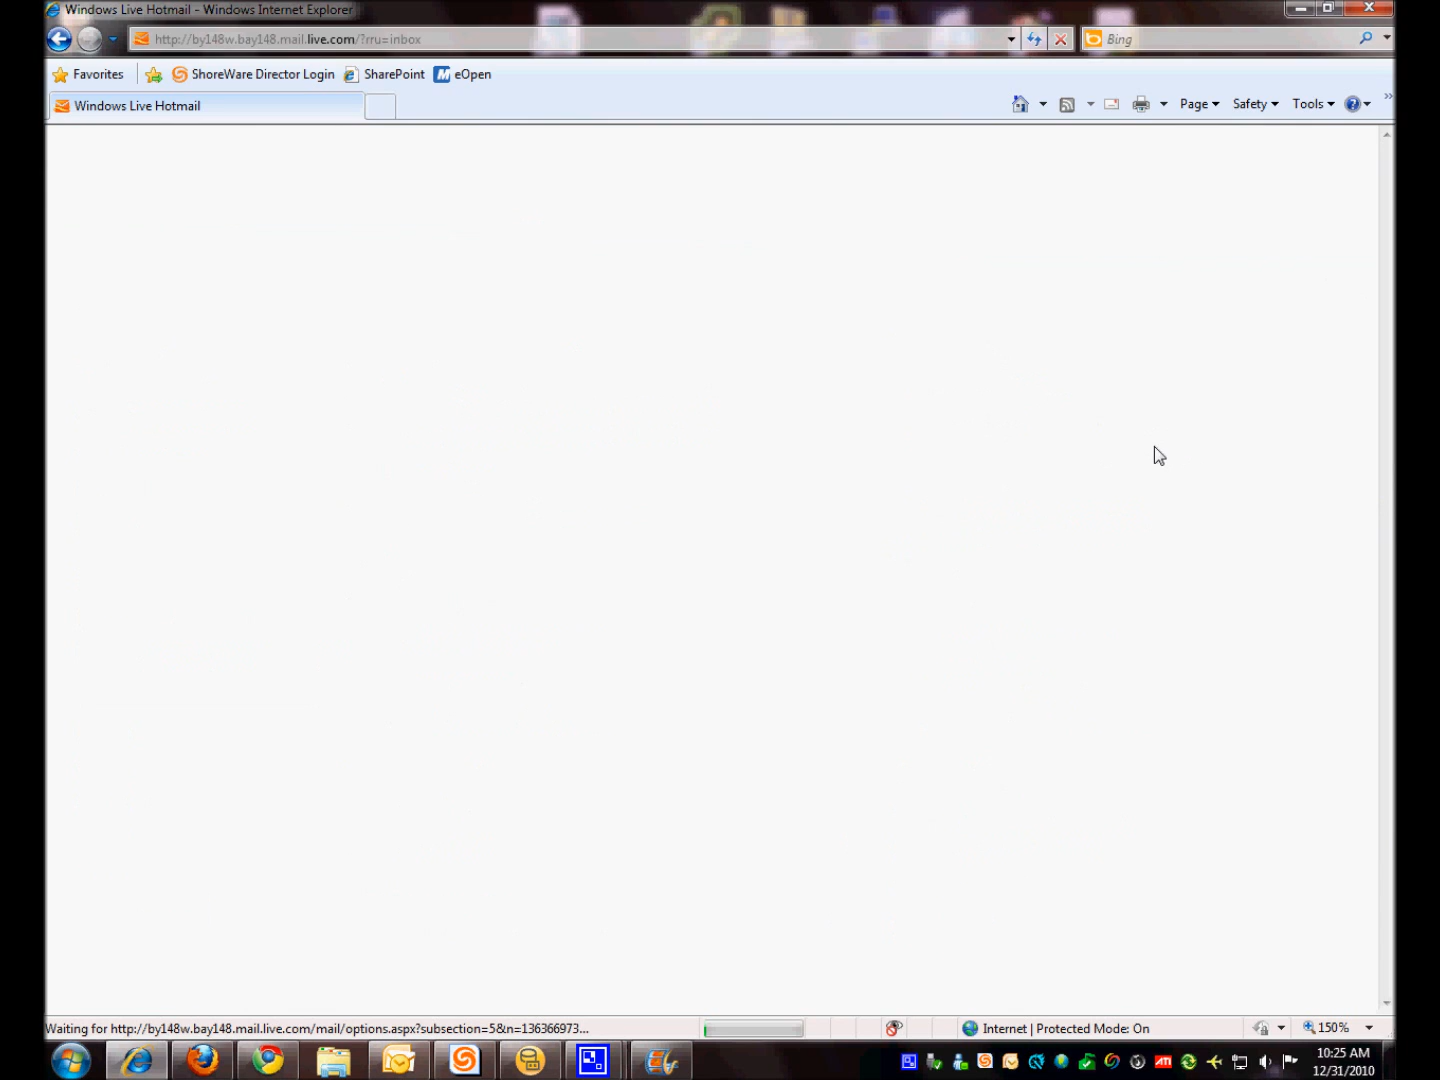 Windows Live Hotmail - Windows Internet Explorer
http://by148w.bay148.mail.live.com/?rru=inbox
Bing
Favorites ShoreWare Director Login SharePoint eOpen
Windows Live Hotmail
Page Safety Tools
Waiting for http://by148w.bay148.mail.live.com/mail/options.aspx?subsection=5&n=136366973...
Internet | Protected Mode: On
150%
10:25 AM
12/31/2010